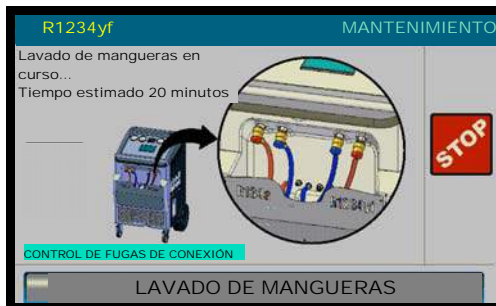 R1234yf
MANTENIMIENTO
Lavado de mangueras en
curso...
Tiempo estimado 20 minutos
STOP
CONTROL DE FUGAS DE CONEXIÓN
LAVADO DE MANGUERAS